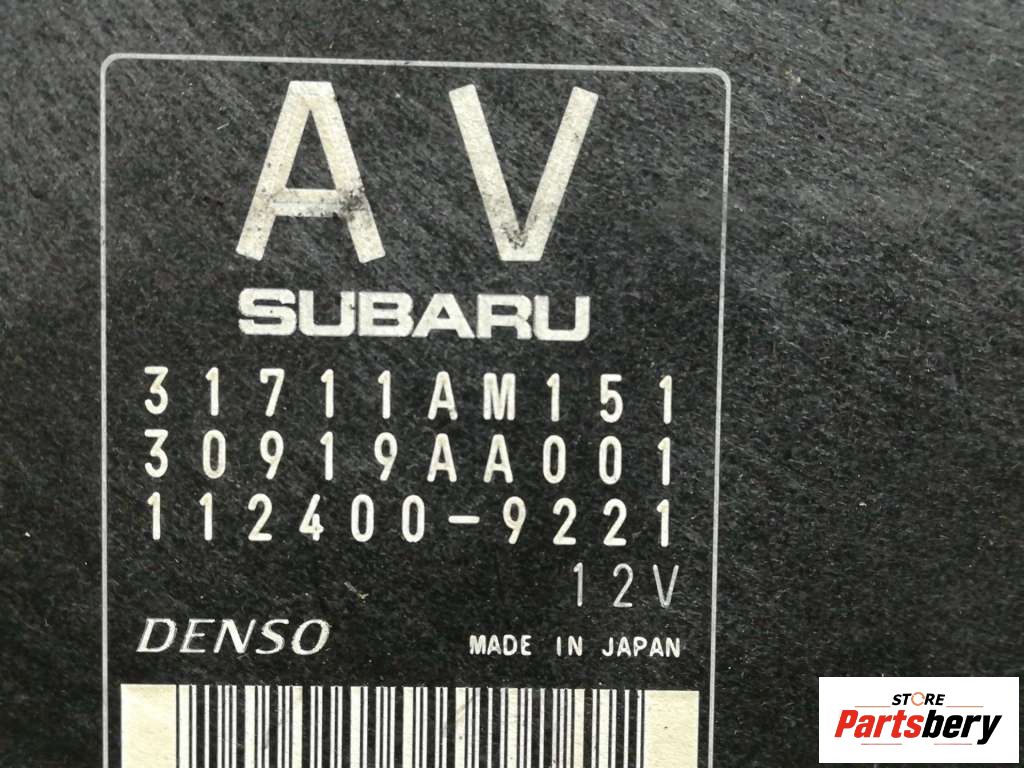 AV
SUBARU
31711AM151
30919AA001
112400-9221
12V
DENSO MADE IN JAPAN
STORE
Partsbery